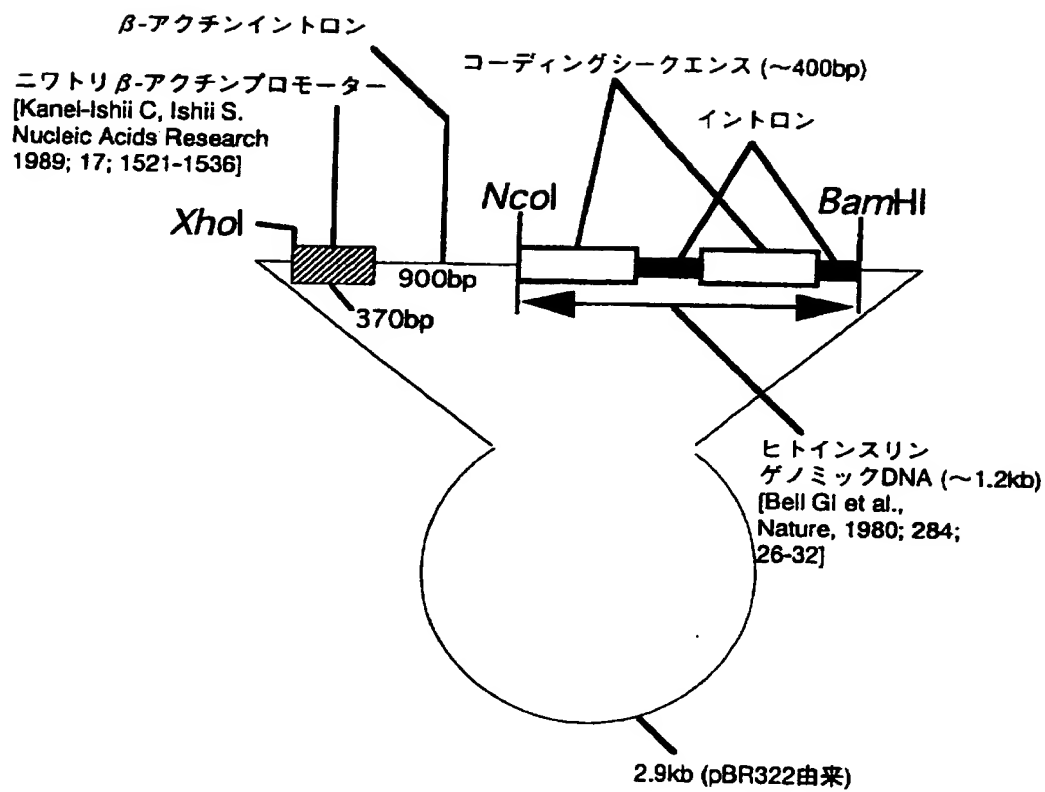 β-アクチンイントロン
ニワトリβ-アクチンプロモーター
[Kanei-Ishii C, Ishii S.
Nucleic Acids Research
1989; 17; 1521-1536]
コーディングシークエンス (〜400bp)
イントロン
XhoI
NcoI
BamHI
900bp
370bp
ヒトインスリン
ゲノミックDNA (〜1.2kb)
[Bell GI et al.,
Nature, 1980; 284;
26-32]
2.9kb (pBR322由来)